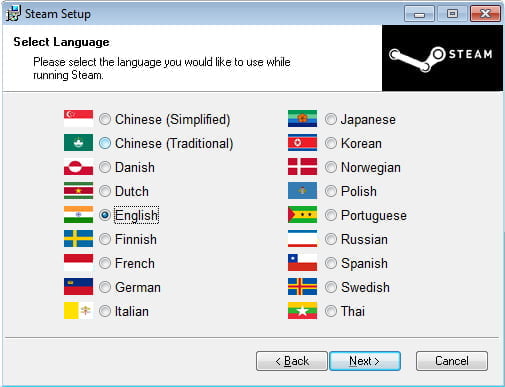 Steam Setup
Select Language
Please select the language you would like to use while
running Steam.
STEAM
Chinese (Simplified)
Chinese (Traditional)
Danish
Dutch
English
Finnish
French
German
Italian
Japanese
Korean
Norwegian
Polish
Portuguese
Russian
Spanish
Swedish
Thai
< Back
Next >
Cancel